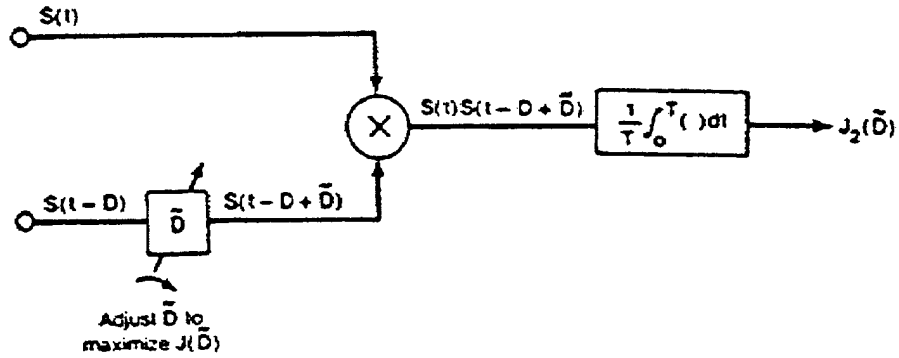 S(t)
S(t – D)
D̃
S(t – D + D̃)
×
S(t)S(t – D + D̃)
1/T ∫₀ᵀ ( ) dt
J₂(D̃)
Adjust D̃ to
maximize J(D̃)